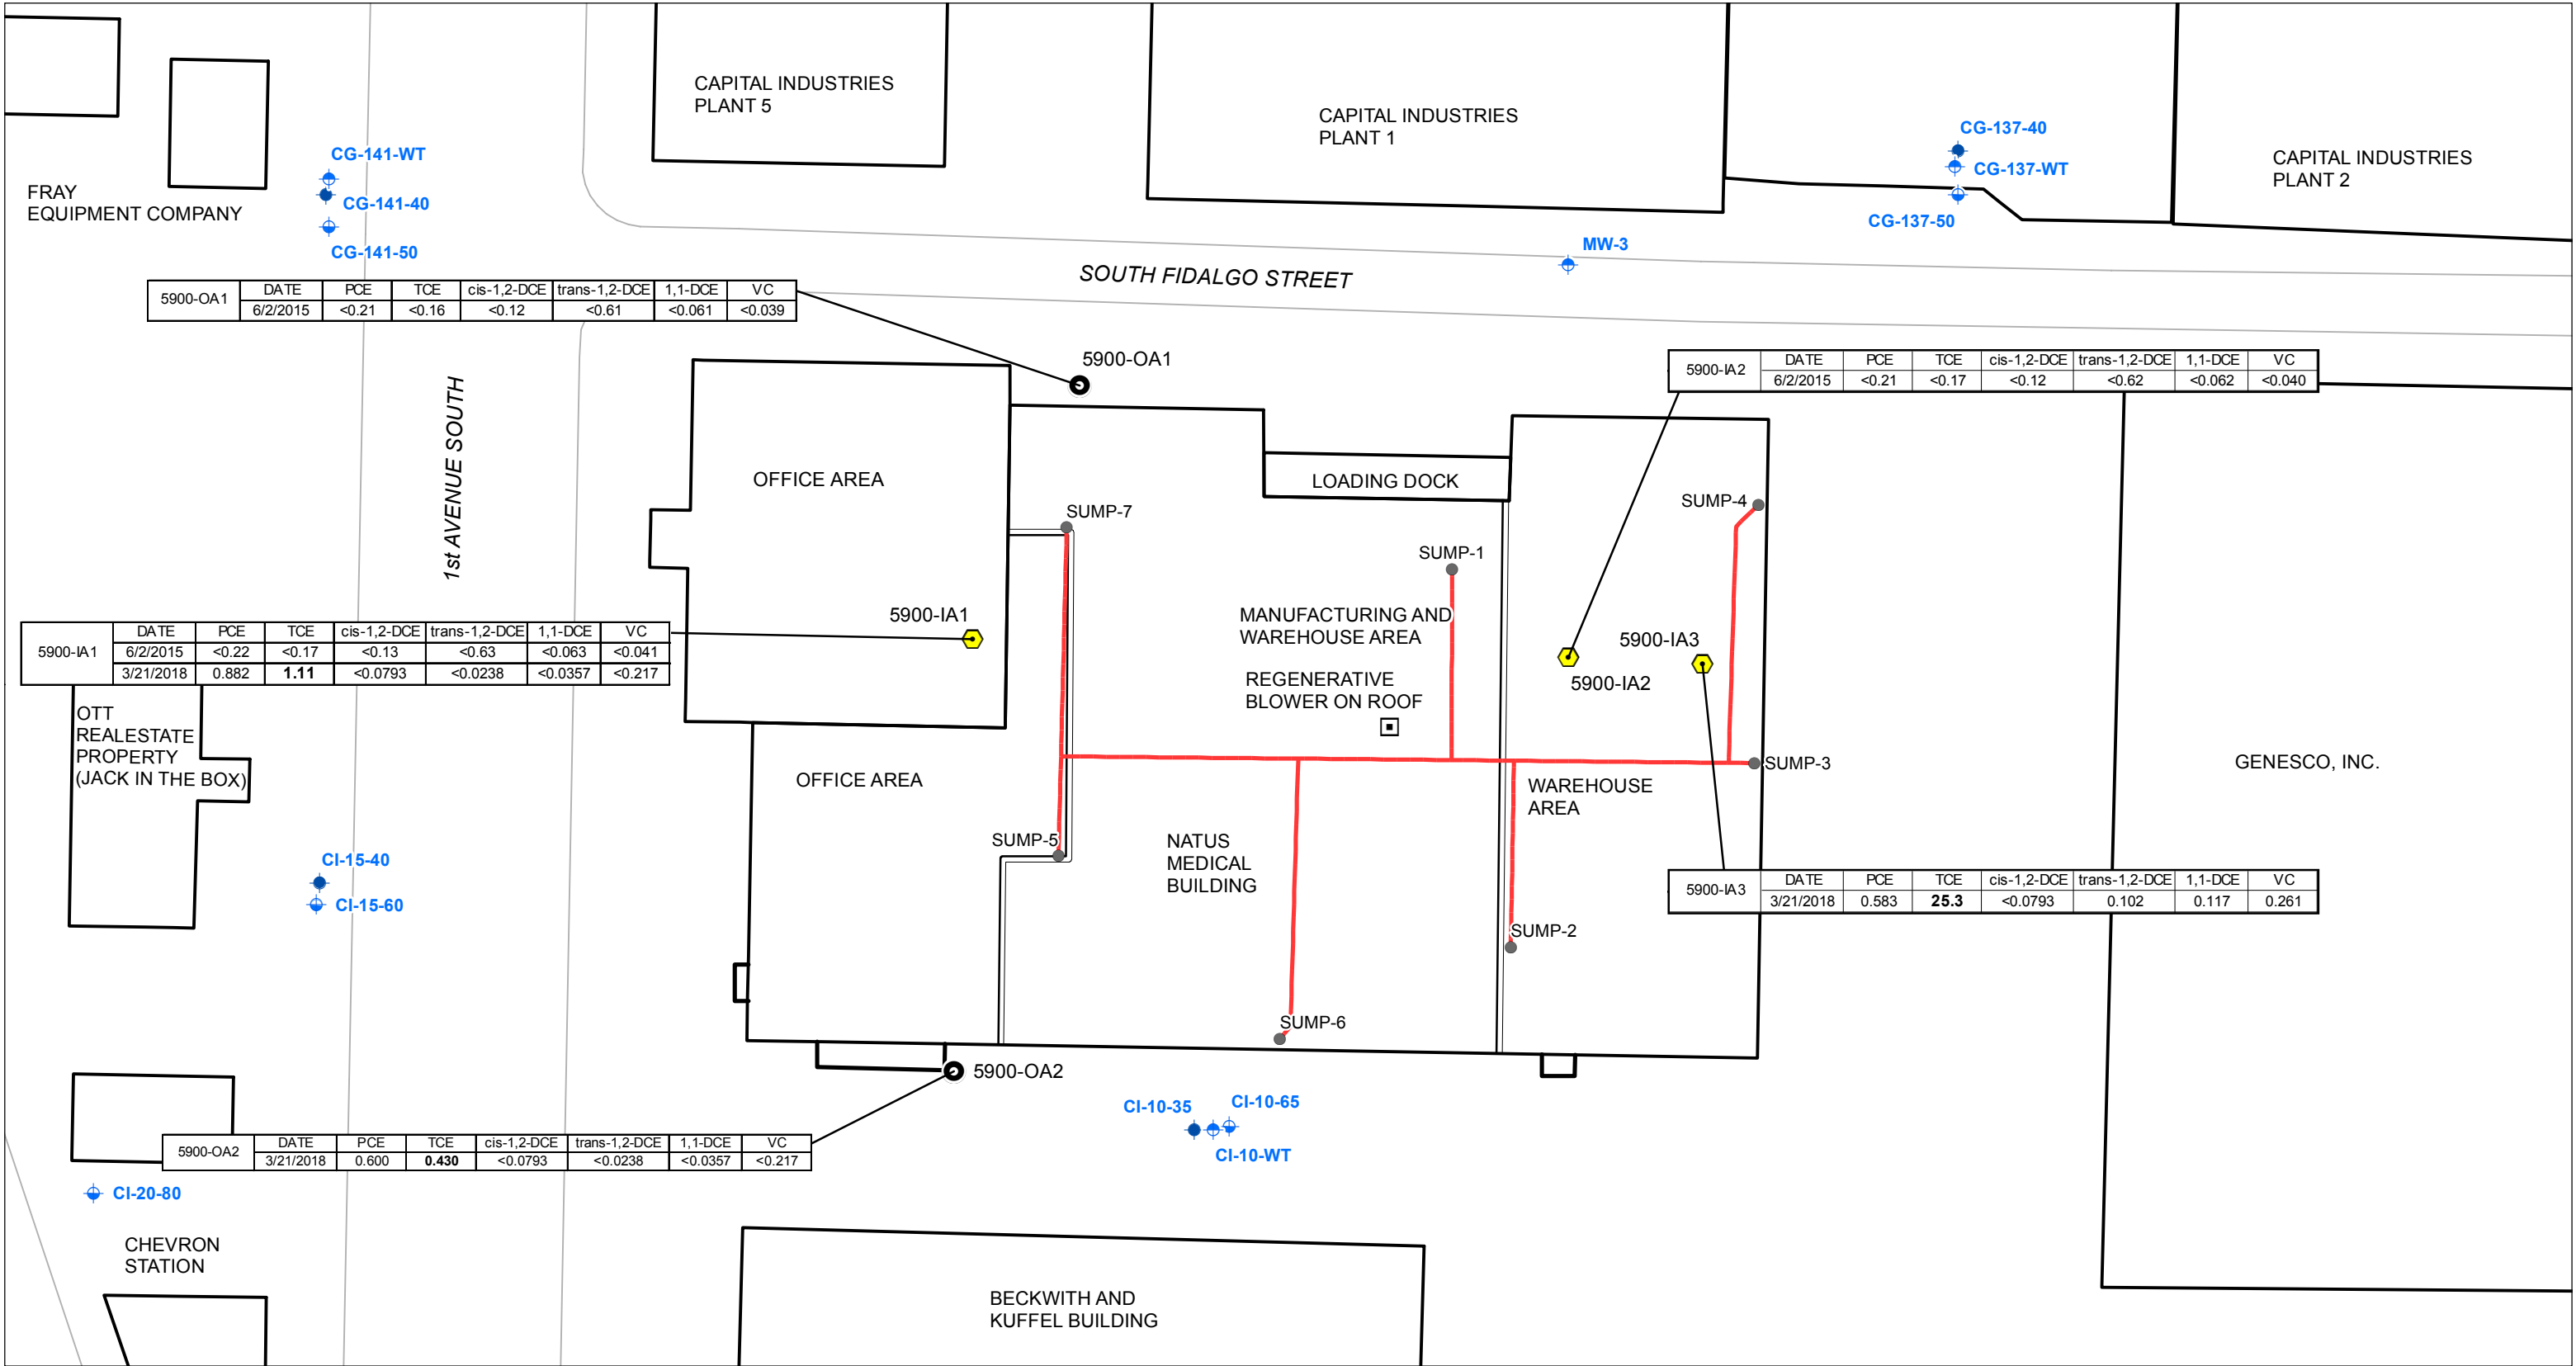 CAPITAL INDUSTRIES
PLANT 5
CAPITAL INDUSTRIES
PLANT 1
CG-137-40
CG-137-WT
CG-137-50
CAPITAL INDUSTRIES
PLANT 2
CG-141-WT
CG-141-40
CG-141-50
FRAY
EQUIPMENT COMPANY
MW-3
SOUTH FIDALGO STREET
5900-OA1 DATE PCE TCE cis-1,2-DCE trans-1,2-DCE 1,1-DCE VC
6/2/2015 <0.21 <0.16 <0.12 <0.61 <0.061 <0.039
5900-OA1
5900-IA2 DATE PCE TCE cis-1,2-DCE trans-1,2-DCE 1,1-DCE VC
6/2/2015 <0.21 <0.17 <0.12 <0.62 <0.062 <0.040
1st AVENUE SOUTH
OFFICE AREA
LOADING DOCK
SUMP-4
SUMP-7
SUMP-1
5900-IA1
MANUFACTURING AND
WAREHOUSE AREA
5900-IA3
5900-IA2
5900-IA1 DATE PCE TCE cis-1,2-DCE trans-1,2-DCE 1,1-DCE VC
6/2/2015 <0.22 <0.17 <0.13 <0.63 <0.063 <0.041
3/21/2018 0.882 1.11 <0.0793 <0.0238 <0.0357 <0.217
REGENERATIVE
BLOWER ON ROOF
OTT
REALESTATE
PROPERTY
(JACK IN THE BOX)
OFFICE AREA
SUMP-3
WAREHOUSE
AREA
GENESCO, INC.
SUMP-5
NATUS
MEDICAL
BUILDING
CI-15-40
CI-15-60
5900-IA3 DATE PCE TCE cis-1,2-DCE trans-1,2-DCE 1,1-DCE VC
3/21/2018 0.583 25.3 <0.0793 0.102 0.117 0.261
SUMP-2
SUMP-6
5900-OA2
CI-10-35
CI-10-65
CI-10-WT
5900-OA2 DATE PCE TCE cis-1,2-DCE trans-1,2-DCE 1,1-DCE VC
3/21/2018 0.600 0.430 <0.0793 <0.0238 <0.0357 <0.217
CI-20-80
CHEVRON
STATION
BECKWITH AND
KUFFEL BUILDING